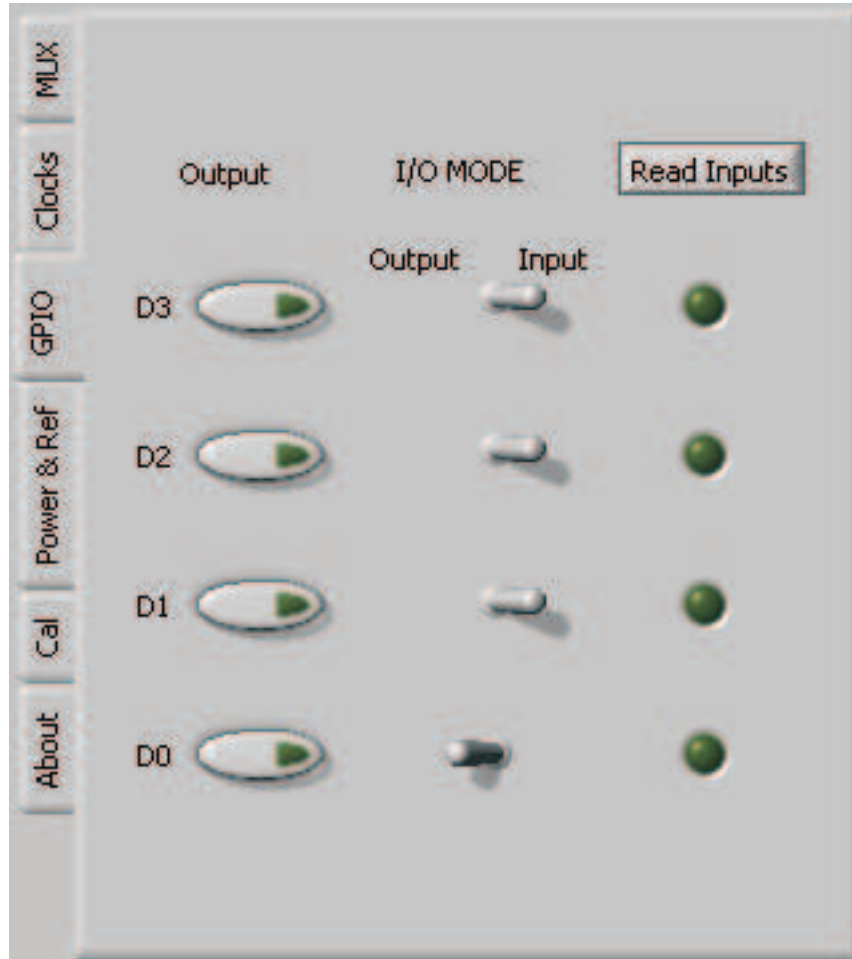 MUX
Clocks
GPIO
Power & Ref
Cal
About
Output I/O MODE Read Inputs
Output Input
D3
D2
D1
D0